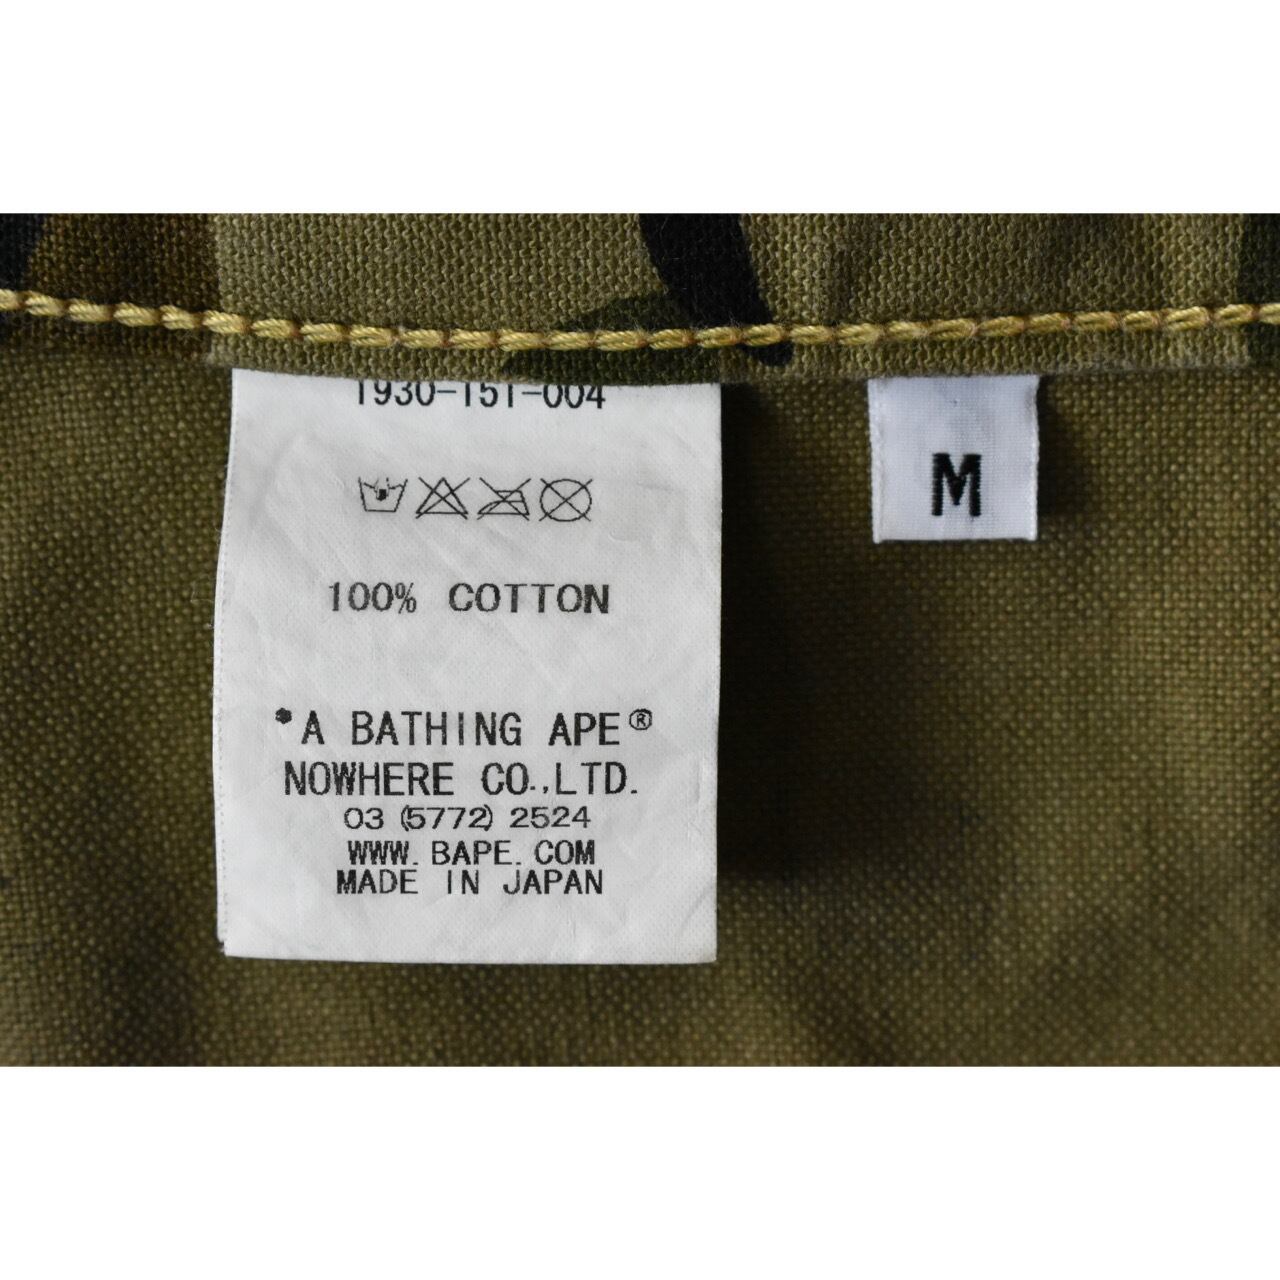 1930-151-004
M
100% COTTON
*A BATHING APE®
NOWHERE CO.,LTD.
03 (5772) 2524
WWW. BAPE. COM
MADE IN JAPAN